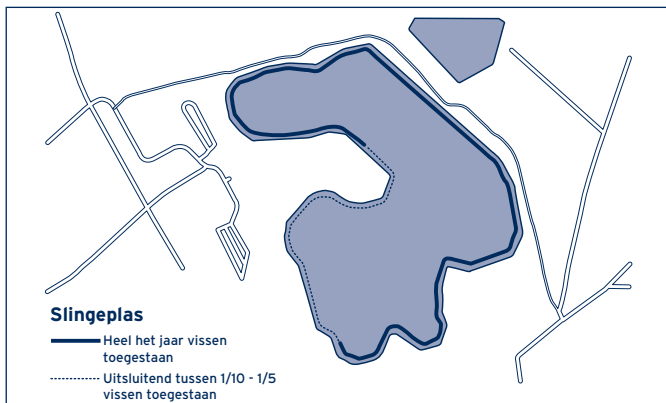 Slingeplas
Heel het jaar vissen
toegestaan
Uitsluitend tussen 1/10 - 1/5
vissen toegestaan